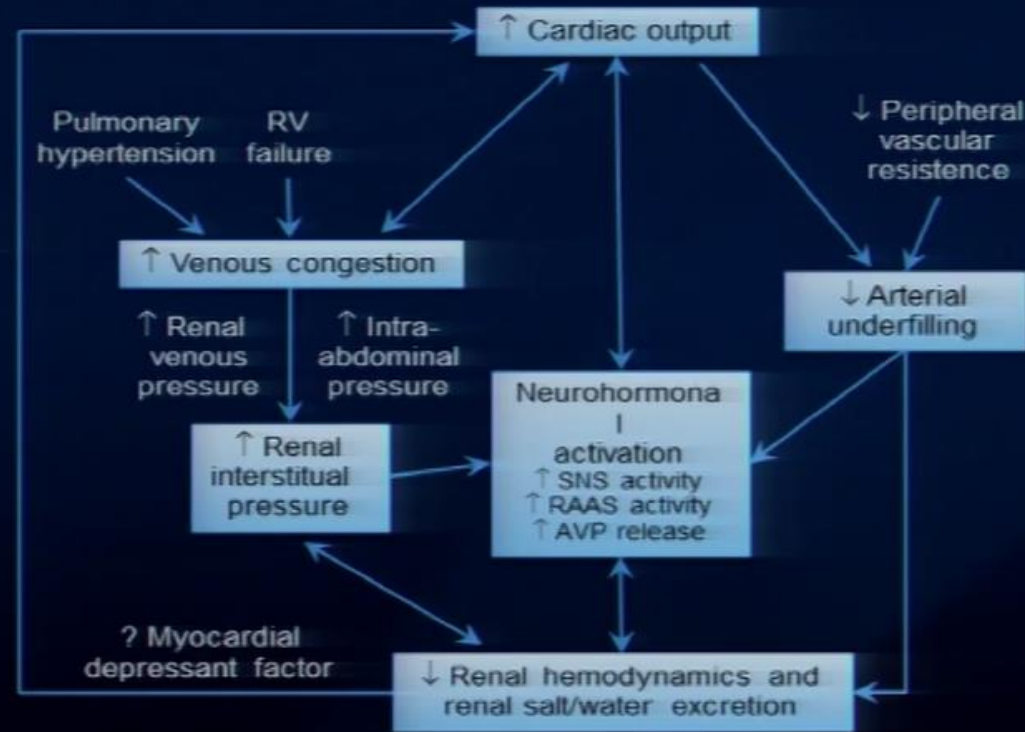 ↑ Cardiac output
Pulmonary
hypertension
RV
failure
↓ Peripheral
vascular
resistence
↑ Venous congestion
↓ Arterial
underfilling
↑ Renal
venous
pressure
↑ Intra-
abdominal
pressure
Neurohormona
l
activation
↑ SNS activity
↑ RAAS activity
↑ AVP release
↑ Renal
interstitual
pressure
? Myocardial
depressant factor
↓ Renal hemodynamics and
renal salt/water excretion